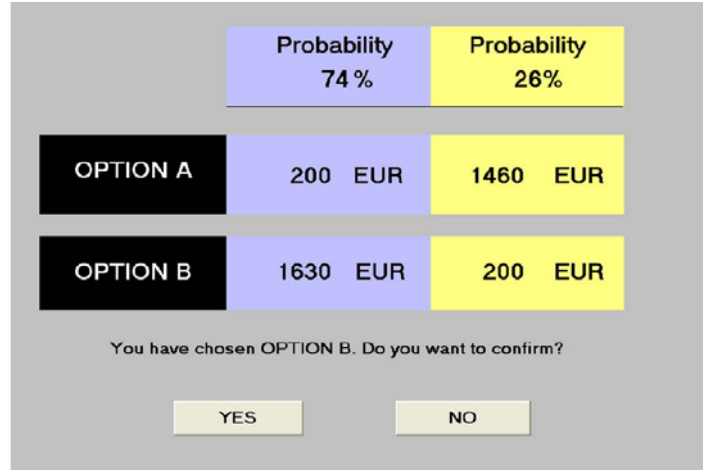 Probability Probability
74% 26%
OPTION A 200 EUR 1460 EUR
OPTION B 1630 EUR 200 EUR
You have chosen OPTION B. Do you want to confirm?
YES NO